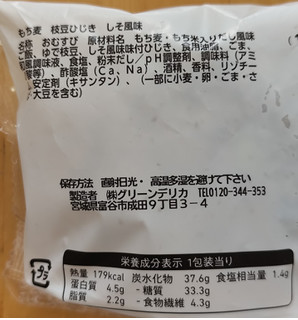 もち麦　枝豆ひじき　しそ風味
名称　おむすび　原材料名　もち麦・もち米入りだし風味
ご飯、ゆで枝豆、しそ風味味付ひじき、食用油脂、ごま、
和風調味液、食塩、粉末だし／pH調整剤、調味料（アミ
ノ酸等）、酢酸塩（Ca、Na）、酒精、香料、リンデー
安定剤（キサンタン）、（一部に小麦・卵・ごま・さ
大豆を含む）
保存方法　直射日光・高温多湿を避けて下さい
製造者　㈱グリーンデリカ　TEL0120-344-353
宮城県富谷市成田9丁目3-4
プラ
栄養成分表示　1包装当り
熱量　179kcal　炭水化物　37.6g　食塩相当量　1.4g
蛋白質　4.5g　- 糖質　33.3g
脂質　2.2g　- 食物繊維　4.3g